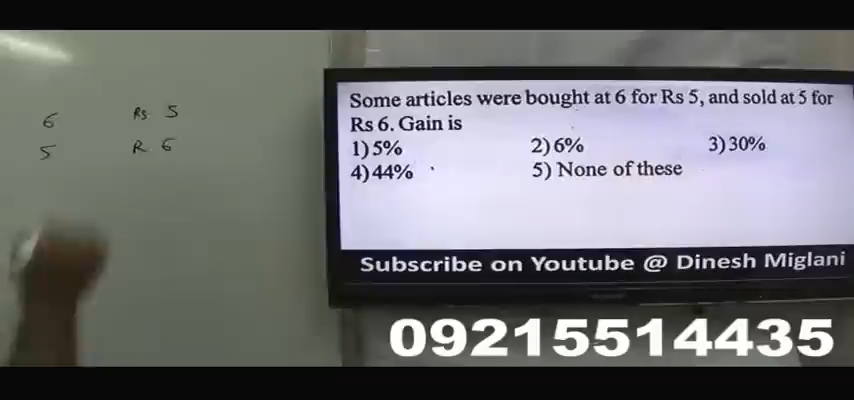 6 Rs 5
5 R 6
Some articles were bought at 6 for Rs 5, and sold at 5 for
Rs 6. Gain is
1) 5% 2) 6% 3) 30%
4) 44% 5) None of these
Subscribe on Youtube @ Dinesh Miglani
09215514435